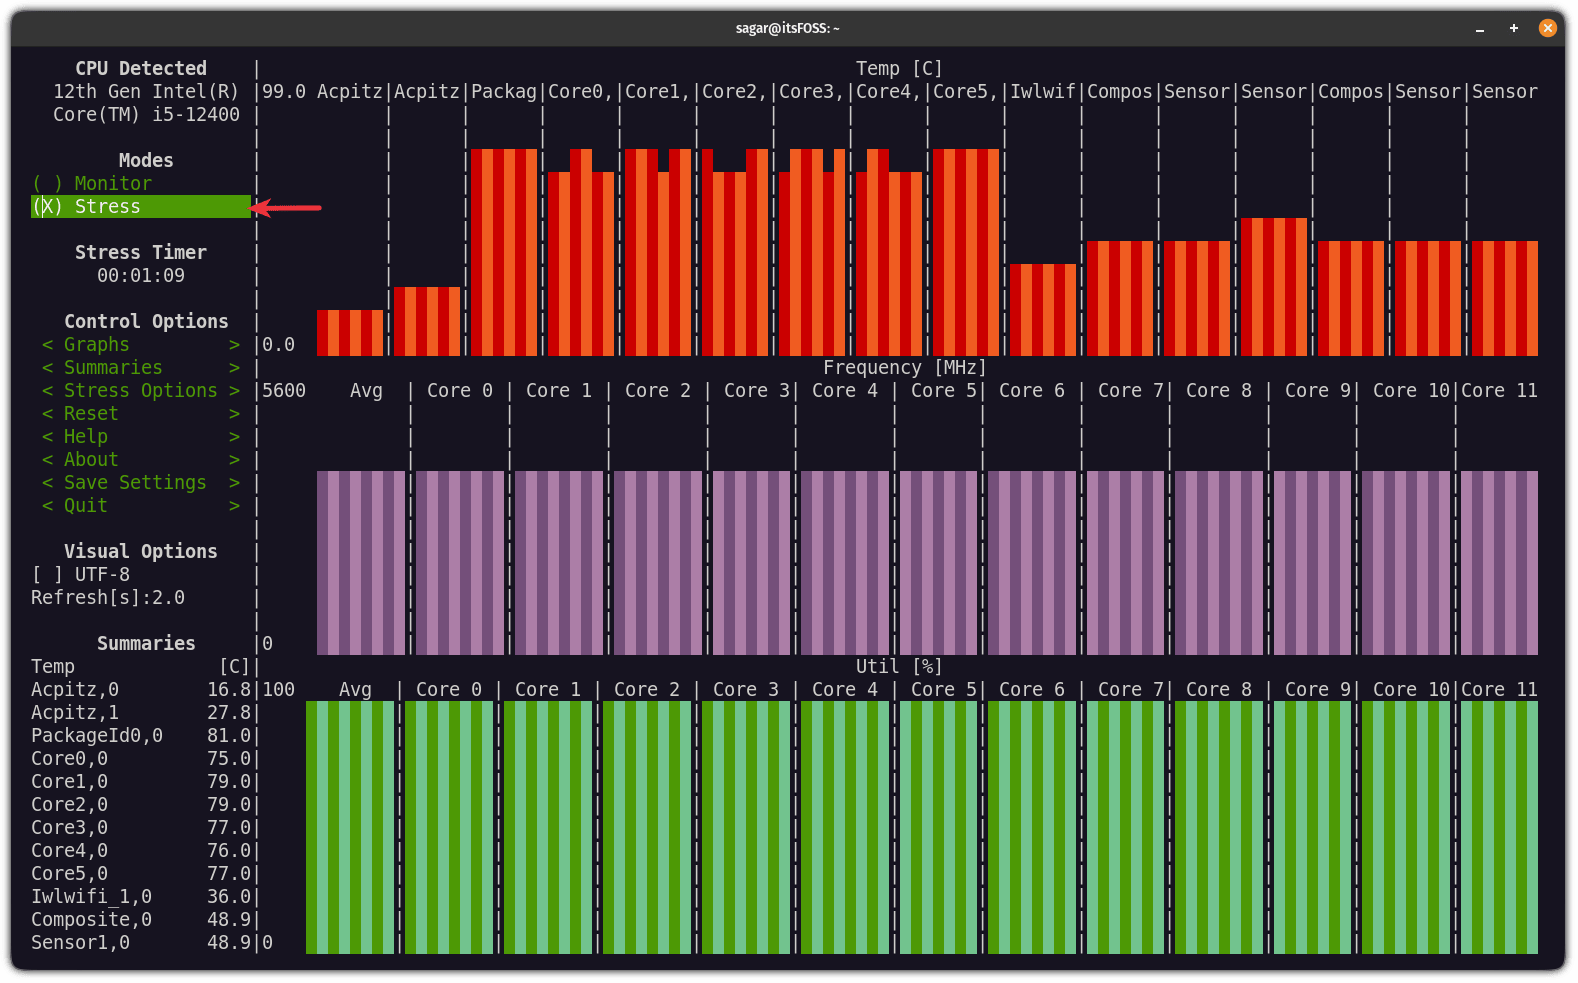 sagar@itsFOSS: ~
CPU Detected
12th Gen Intel(R)
Core(TM) i5-12400
Modes
( ) Monitor
(X) Stress
Stress Timer
00:01:09
Control Options
< Graphs >
< Summaries >
< Stress Options >
< Reset >
< Help >
< About >
< Save Settings >
< Quit >
Visual Options
[ ] UTF-8
Refresh[s]:2.0
Summaries
Temp [C]
Acpitz,0 16.8
Acpitz,1 27.8
PackageId0,0 81.0
Core0,0 75.0
Core1,0 79.0
Core2,0 79.0
Core3,0 77.0
Core4,0 76.0
Core5,0 77.0
Iwlwifi_1,0 36.0
Composite,0 48.9
Sensor1,0 48.9
Temp [C]
99.0 Acpitz|Acpitz|Packag|Core0,|Core1,|Core2,|Core3,|Core4,|Core5,|Iwlwif|Compos|Sensor|Sensor|Compos|Sensor|Sensor
0.0
Frequency [MHz]
5600 Avg | Core 0 | Core 1 | Core 2 | Core 3| Core 4 | Core 5| Core 6 | Core 7| Core 8 | Core 9| Core 10|Core 11
0
Util [%]
100 Avg | Core 0 | Core 1 | Core 2 | Core 3 | Core 4 | Core 5| Core 6 | Core 7| Core 8 | Core 9| Core 10|Core 11
0